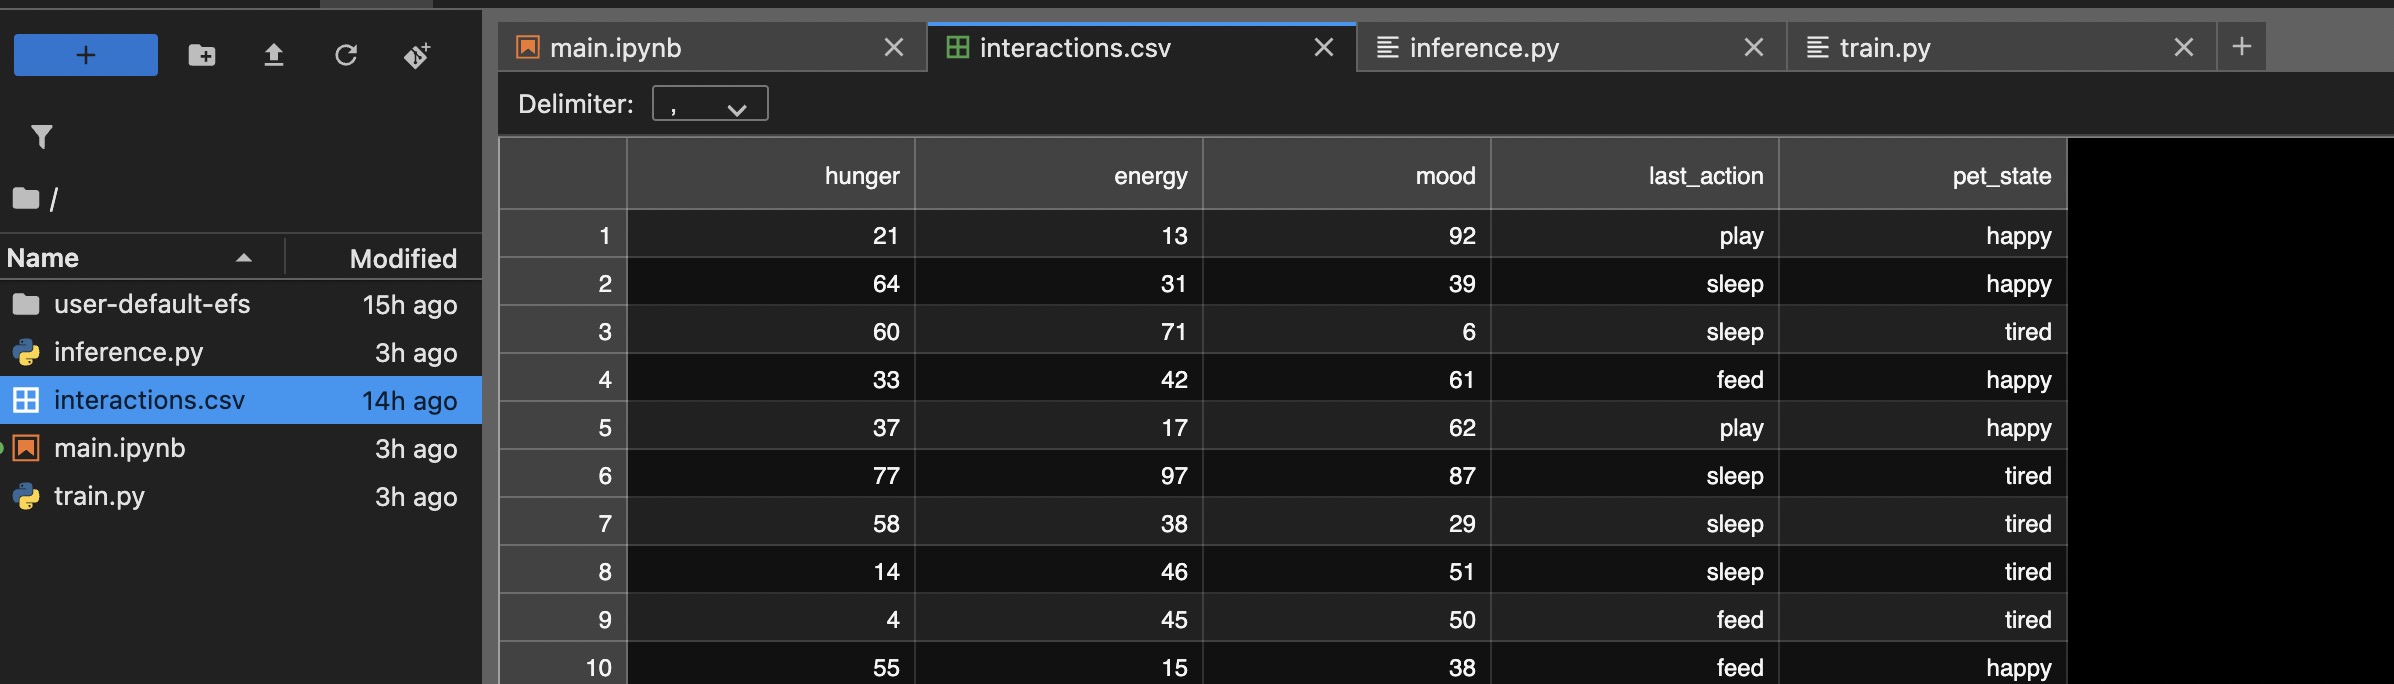 main.ipynb interactions.csv inference.py train.py
Delimiter: ,
/
Name Modified
user-default-efs 15h ago
inference.py 3h ago
interactions.csv 14h ago
main.ipynb 3h ago
train.py 3h ago
hunger energy mood last_action pet_state
1 21 13 92 play happy
2 64 31 39 sleep happy
3 60 71 6 sleep tired
4 33 42 61 feed happy
5 37 17 62 play happy
6 77 97 87 sleep tired
7 58 38 29 sleep tired
8 14 46 51 sleep tired
9 4 45 50 feed tired
10 55 15 38 feed happy